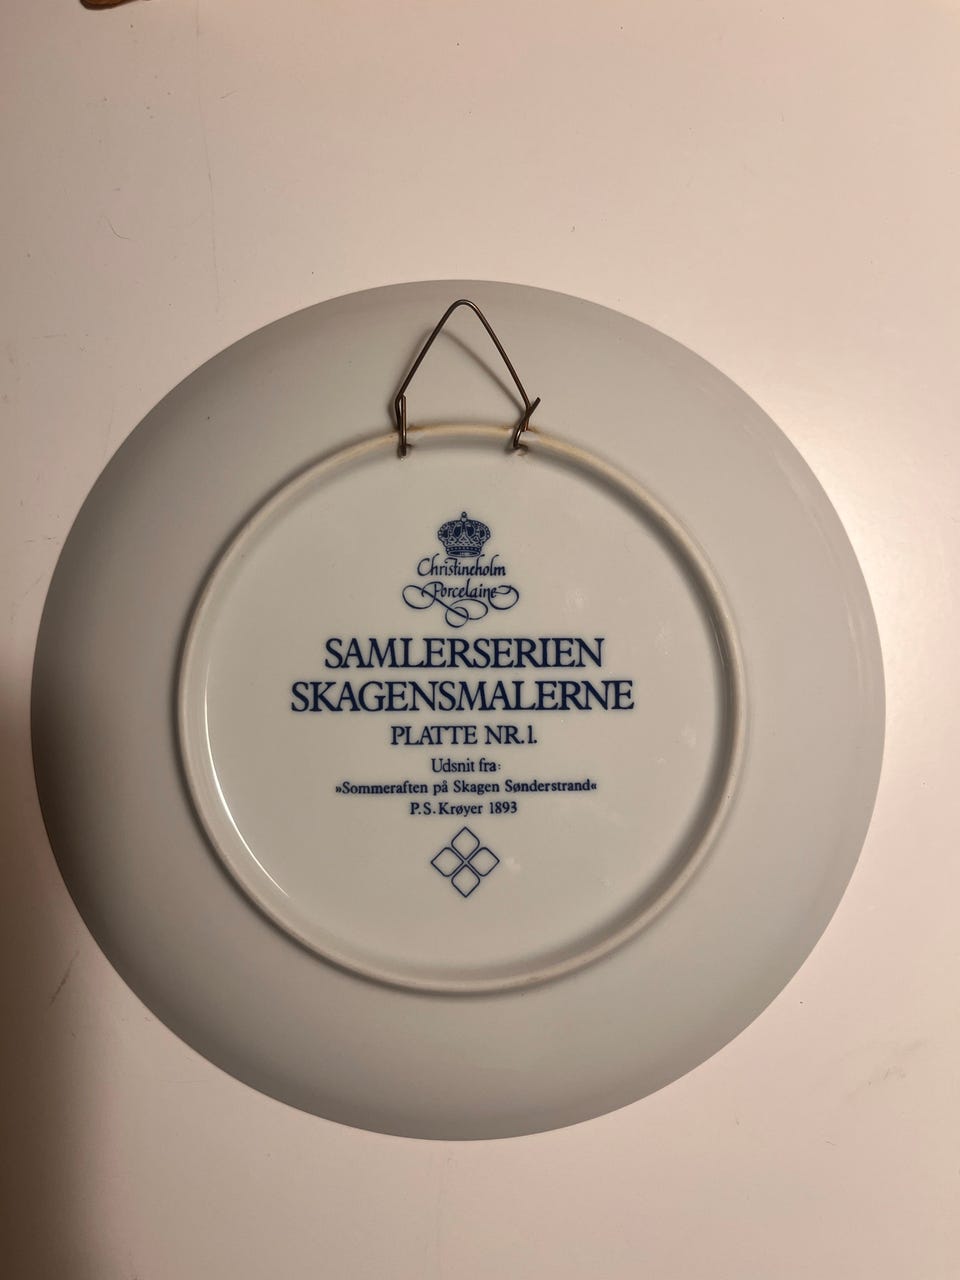 Christineholm
Porcelaine
SAMLERSERIEN
SKAGENSMALERNE
PLATTE NR.1.
Udsnit fra:
»Sommeraften på Skagen Sønderstrand«
P.S. Krøyer 1893